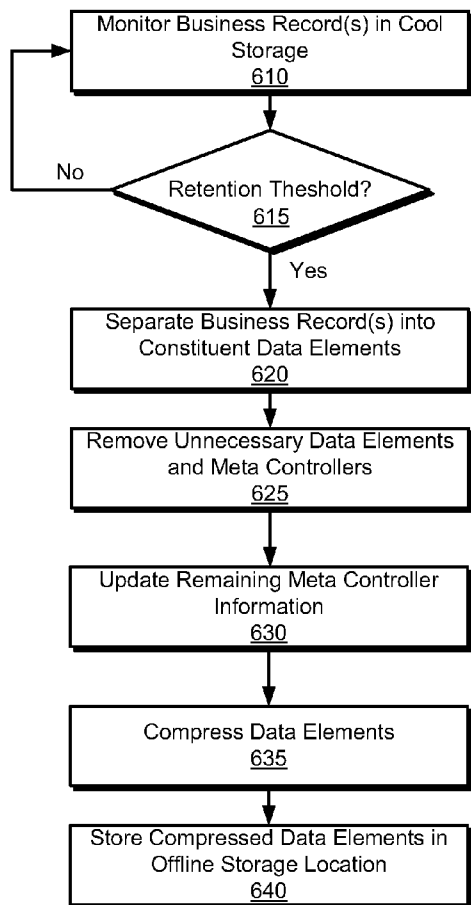 Monitor Business Record(s) in Cool
Storage
610
No
Retention Theshold?
615
Yes
Separate Business Record(s) into
Constituent Data Elements
620
Remove Unnecessary Data Elements
and Meta Controllers
625
Update Remaining Meta Controller
Information
630
Compress Data Elements
635
Store Compressed Data Elements in
Offline Storage Location
640